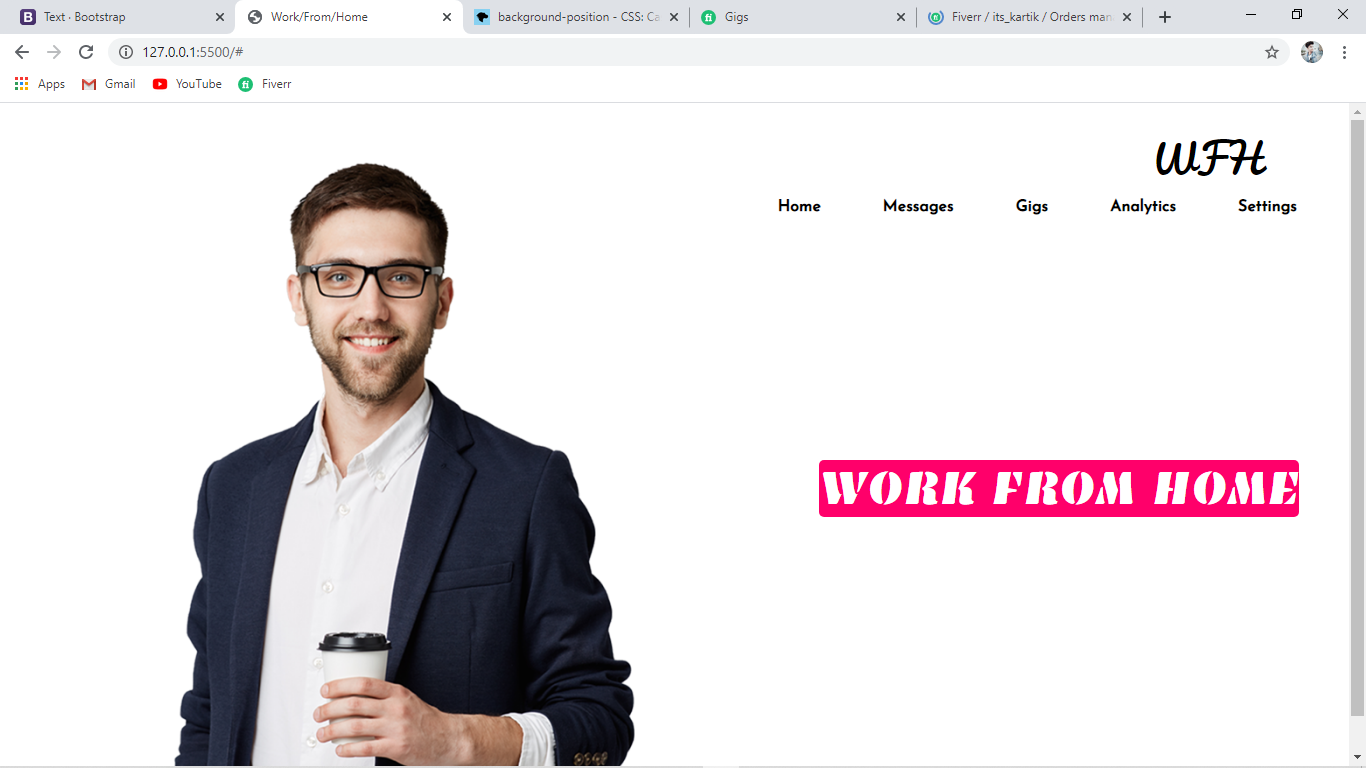 Text · Bootstrap
Work/From/Home
background-position - CSS: Ca
Gigs
Fiverr / its_kartik / Orders man
127.0.0.1:5500/#
Apps
Gmail
YouTube
Fiverr
WFH
Home Messages Gigs Analytics Settings
WORK FROM HOME